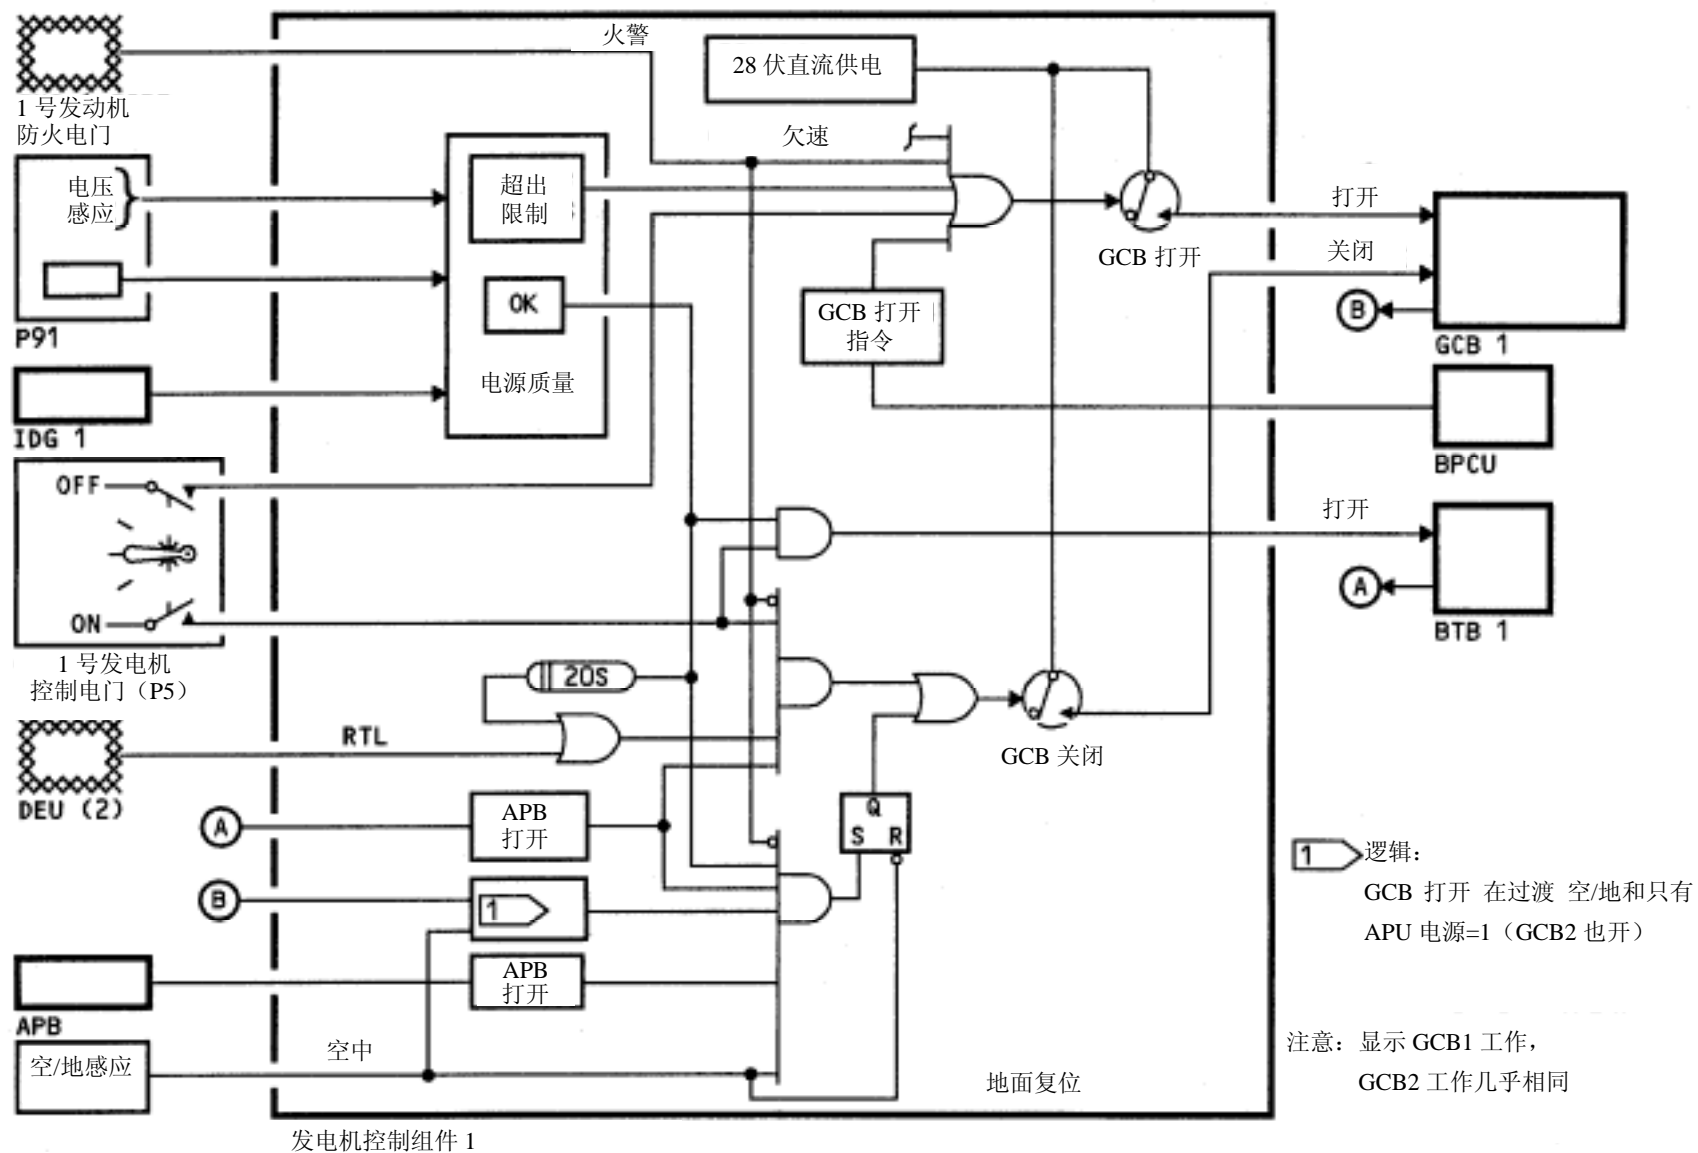 火警
28 伏直流供电
1 号发动机
防火电门
欠速
电压
感应
超出
限制
打开
GCB 打开
关闭
OK
GCB 打开
指令
B
P91
GCB 1
电源质量
IDG 1
BPCU
OFF
打开
A
ON
BTB 1
1 号发电机
控制电门（P5）
20s
RTL
GCB 关闭
DEU (2)
A
APB
打开
Q
S R
B
1
1 逻辑：
GCB 打开 在过渡 空/地和只有
APU 电源=1（GCB2 也开）
APB
打开
APB
空/地感应
空中
地面复位
注意：显示 GCB1 工作，
GCB2 工作几乎相同
发电机控制组件 1